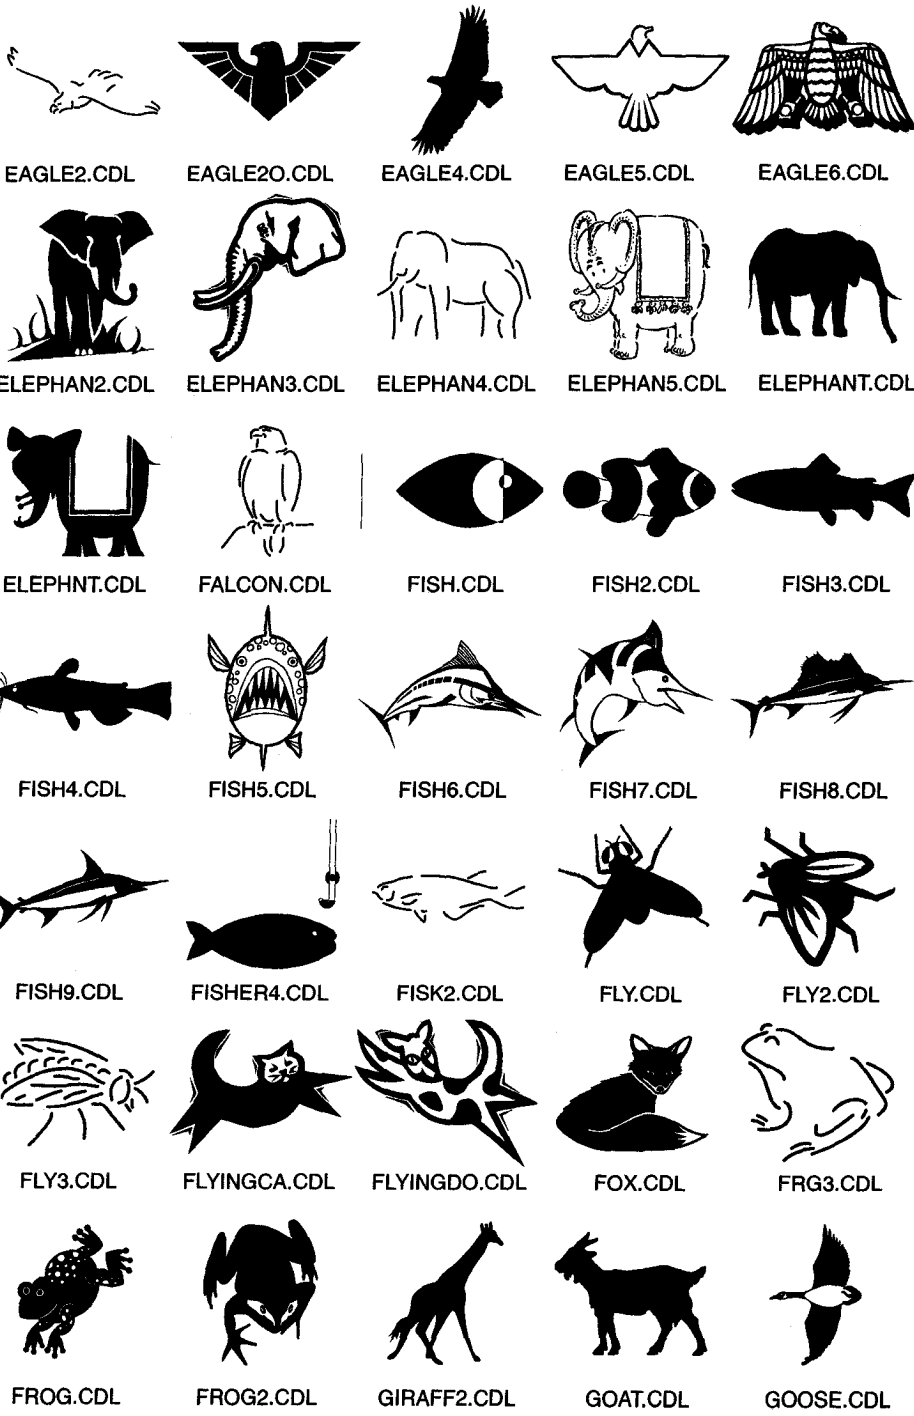 EAGLE2.CDL EAGLE2O.CDL EAGLE4.CDL EAGLE5.CDL EAGLE6.CDL
ELEPHAN2.CDL ELEPHAN3.CDL ELEPHAN4.CDL ELEPHAN5.CDL ELEPHANT.CDL
ELEPHNT.CDL FALCON.CDL FISH.CDL FISH2.CDL FISH3.CDL
FISH4.CDL FISH5.CDL FISH6.CDL FISH7.CDL FISH8.CDL
FISH9.CDL FISHER4.CDL FISK2.CDL FLY.CDL FLY2.CDL
FLY3.CDL FLYINGCA.CDL FLYINGDO.CDL FOX.CDL FRG3.CDL
FROG.CDL FROG2.CDL GIRAFF2.CDL GOAT.CDL GOOSE.CDL